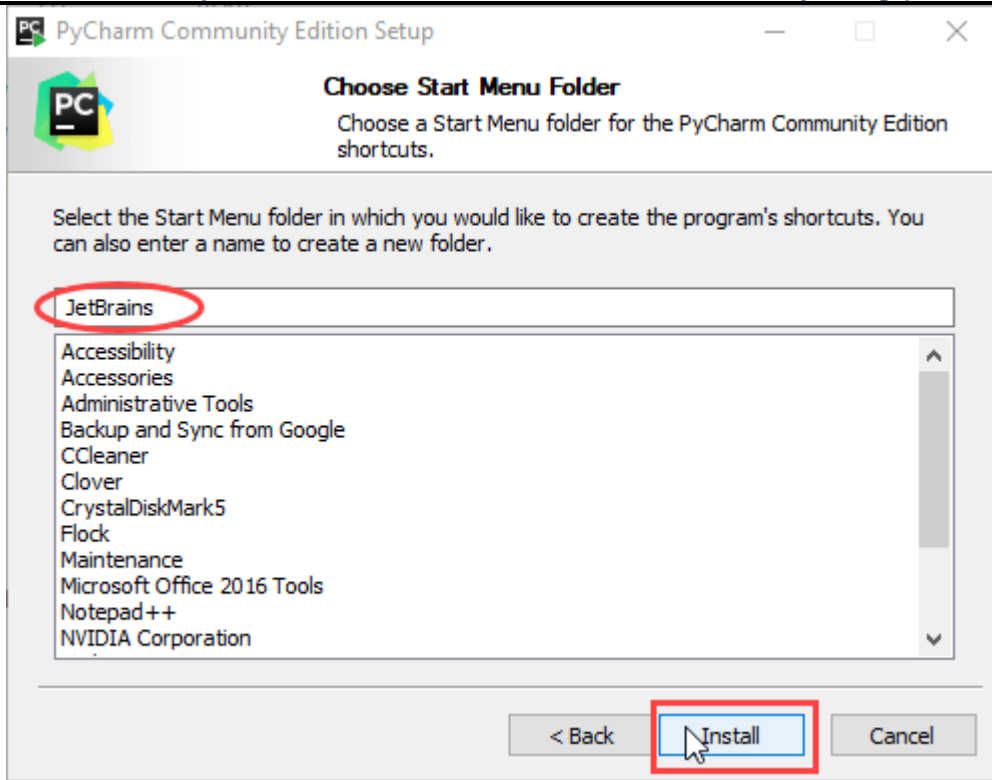 PyCharm Community Edition Setup
PC
Choose Start Menu Folder
Choose a Start Menu folder for the PyCharm Community Edition
shortcuts.
Select the Start Menu folder in which you would like to create the program's shortcuts. You
can also enter a name to create a new folder.
JetBrains
Accessibility
Accessories
Administrative Tools
Backup and Sync from Google
CCleaner
Clover
CrystalDiskMark5
Flock
Maintenance
Microsoft Office 2016 Tools
Notepad++
NVIDIA Corporation
< Back Install Cancel